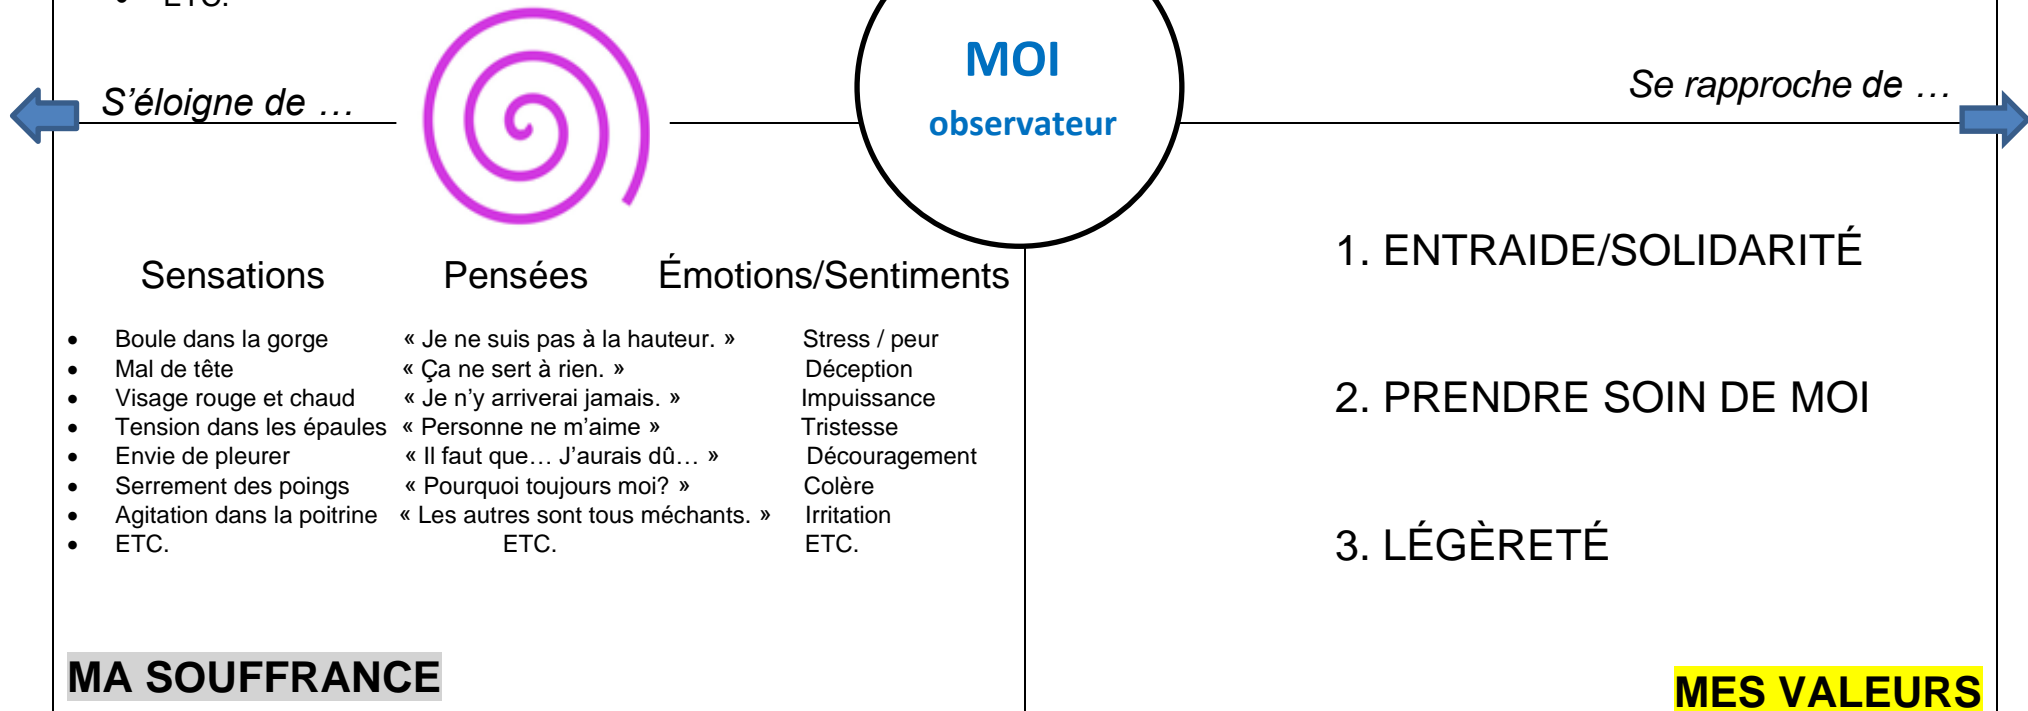 • ETC.
MOI
observateur
S’éloigne de …
Se rapproche de …
Sensations Pensées Émotions/Sentiments
• Boule dans la gorge « Je ne suis pas à la hauteur. » Stress / peur
• Mal de tête « Ça ne sert à rien. » Déception
• Visage rouge et chaud « Je n’y arriverai jamais. » Impuissance
• Tension dans les épaules « Personne ne m’aime » Tristesse
• Envie de pleurer « Il faut que… J’aurais dû… » Découragement
• Serrement des poings « Pourquoi toujours moi? » Colère
• Agitation dans la poitrine « Les autres sont tous méchants. » Irritation
• ETC. ETC. ETC.
MA SOUFFRANCE
1. ENTRAIDE/SOLIDARITÉ
2. PRENDRE SOIN DE MOI
3. LÉGÈRETÉ
MES VALEURS